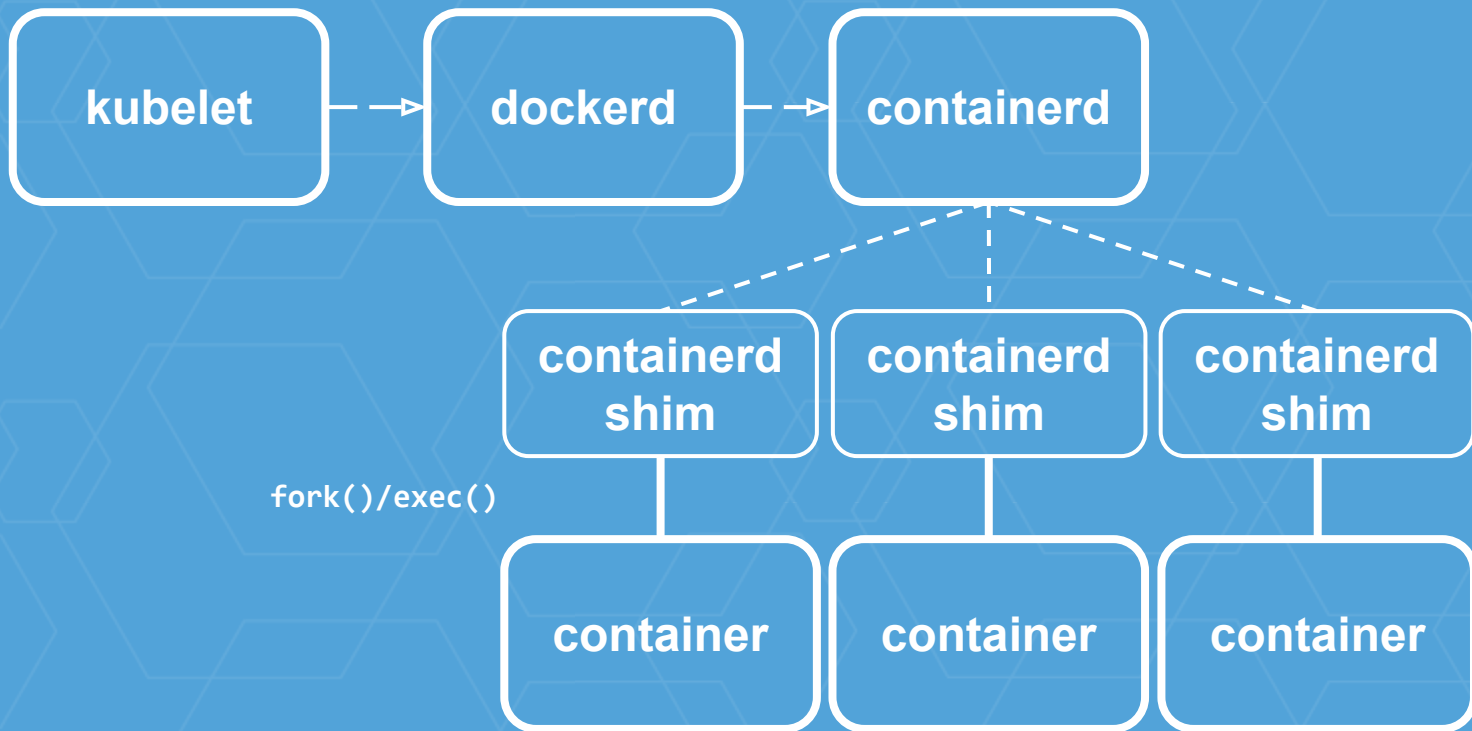 kubelet
dockerd
containerd
containerd
shim
containerd
shim
containerd
shim
fork()/exec()
container
container
container